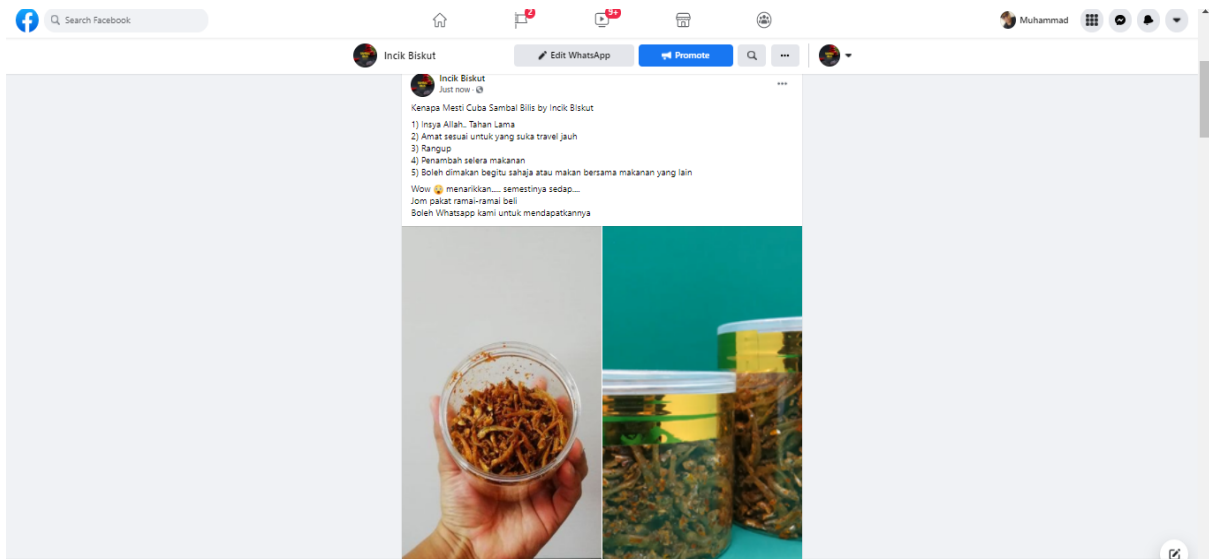 Search Facebook
2
9+
Muhammad
Incik Biskut
Edit WhatsApp
Promote
Incik Biskut
Just now
Kenapa Mesti Cuba Sambal Bilis by Incik BIskut
1) Insya Allah.. Tahan Lama
2) Amat sesuai untuk yang suka travel jauh
3) Rangup
4) Penambah selera makanan
5) Boleh dimakan begitu sahaja atau makan bersama makanan yang lain
Wow 😲 menarikkan..... semestinya sedap....
Jom pakat ramai-ramai beli
Boleh Whatsapp kami untuk mendapatkannya